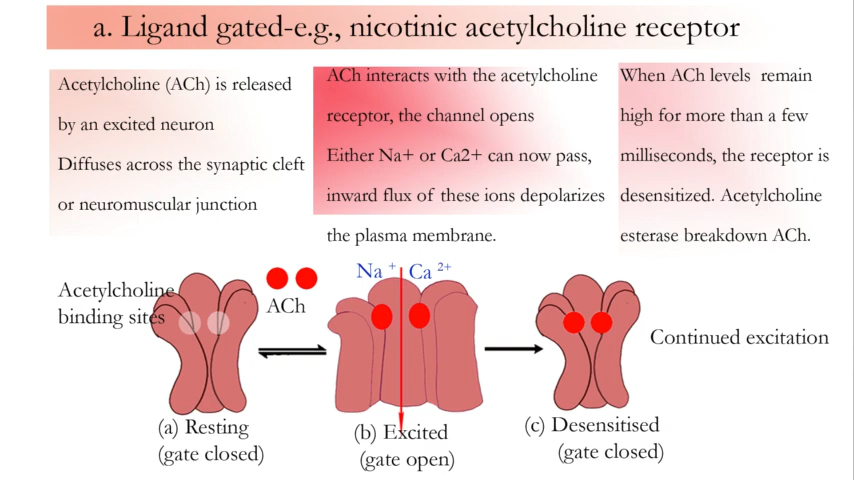 a. Ligand gated-e.g., nicotinic acetylcholine receptor
Acetylcholine (ACh) is released
by an excited neuron
Diffuses across the synaptic cleft
or neuromuscular junction
ACh interacts with the acetylcholine
receptor, the channel opens
Either Na+ or Ca2+ can now pass,
inward flux of these ions depolarizes
the plasma membrane.
When ACh levels remain
high for more than a few
milliseconds, the receptor is
desensitized. Acetylcholine
esterase breakdown ACh.
Acetylcholine
binding sites
ACh
Na + Ca 2+
Continued excitation
(a) Resting
(gate closed)
(b) Excited
(gate open)
(c) Desensitised
(gate closed)